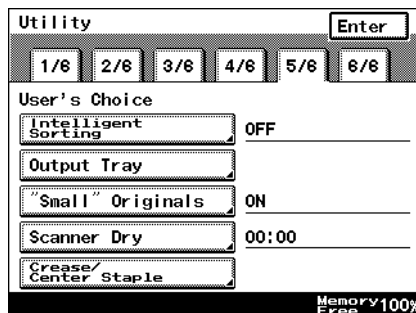 Utility
Enter
1/6 2/6 3/6 4/6 5/6 6/6
User's Choice
Intelligent
Sorting
OFF
Output Tray
"Small" Originals
ON
Scanner Dry
00:00
Crease/
Center Staple
Memory
Free
100%